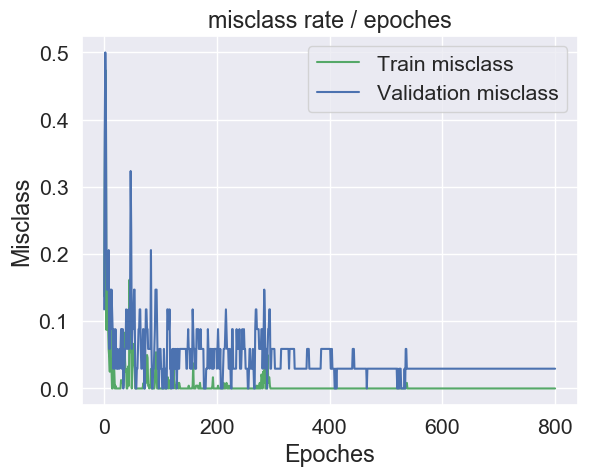 misclass rate / epoches
Train misclass
Validation misclass
0.5
0.4
0.3
0.2
0.1
0.0
Misclass
0 200 400 600 800
Epoches